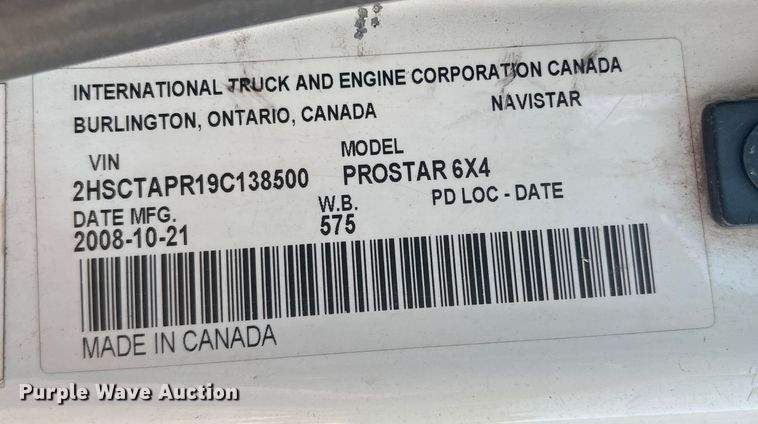 INTERNATIONAL TRUCK AND ENGINE CORPORATION CANADA
BURLINGTON, ONTARIO, CANADA NAVISTAR
VIN MODEL
2HSCTAPR19C138500 PROSTAR 6X4
DATE MFG. W.B. PD LOC - DATE
2008-10-21 575
MADE IN CANADA
Purple Wave Auction